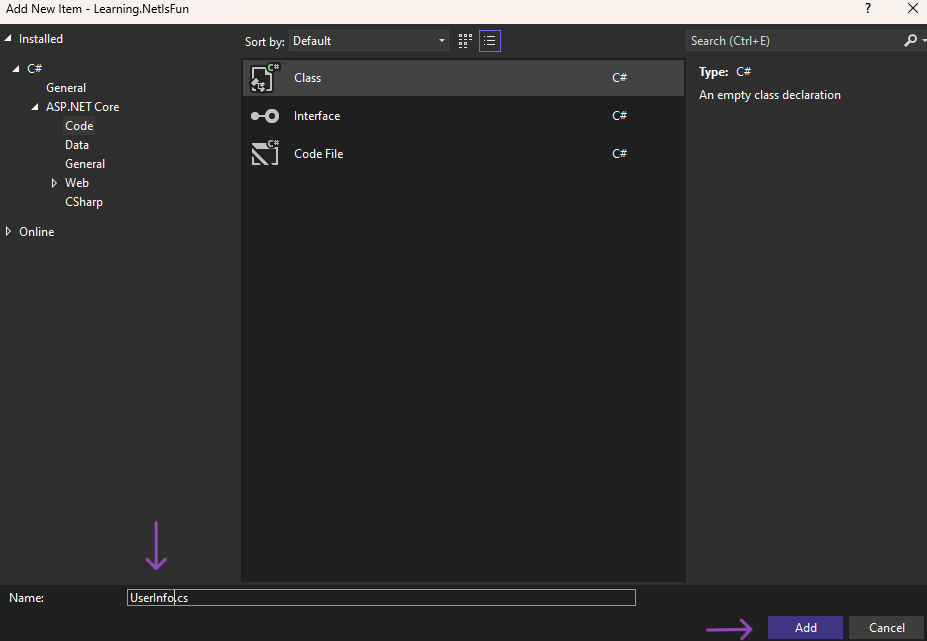 Add New Item - Learning.NetIsFun
?
Installed
Sort by: Default
Search (Ctrl+E)
C#
General
ASP.NET Core
Code
Data
General
Web
CSharp
Online
Class C#
Interface C#
Code File C#
Type: C#
An empty class declaration
Name: UserInfo.cs
Add Cancel